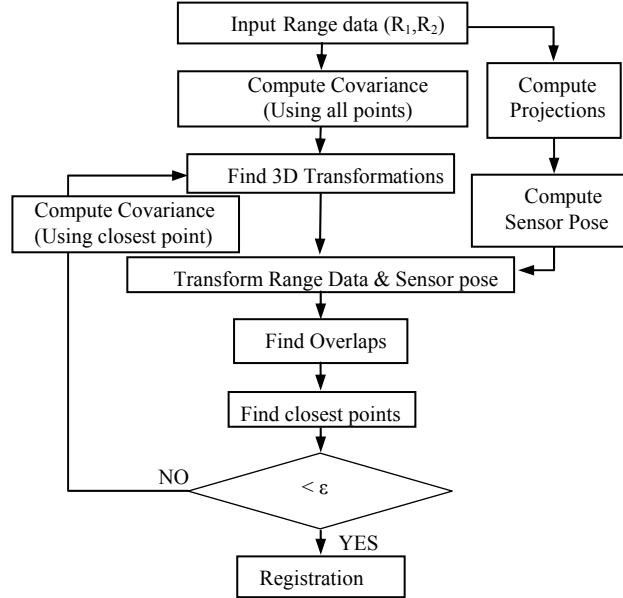 Input Range data (R₁,R₂)
Compute Covariance
(Using all points)
Compute
Projections
Find 3D Transformations
Compute Covariance
(Using closest point)
Compute
Sensor Pose
Transform Range Data & Sensor pose
Find Overlaps
Find closest points
NO
< ε
YES
Registration